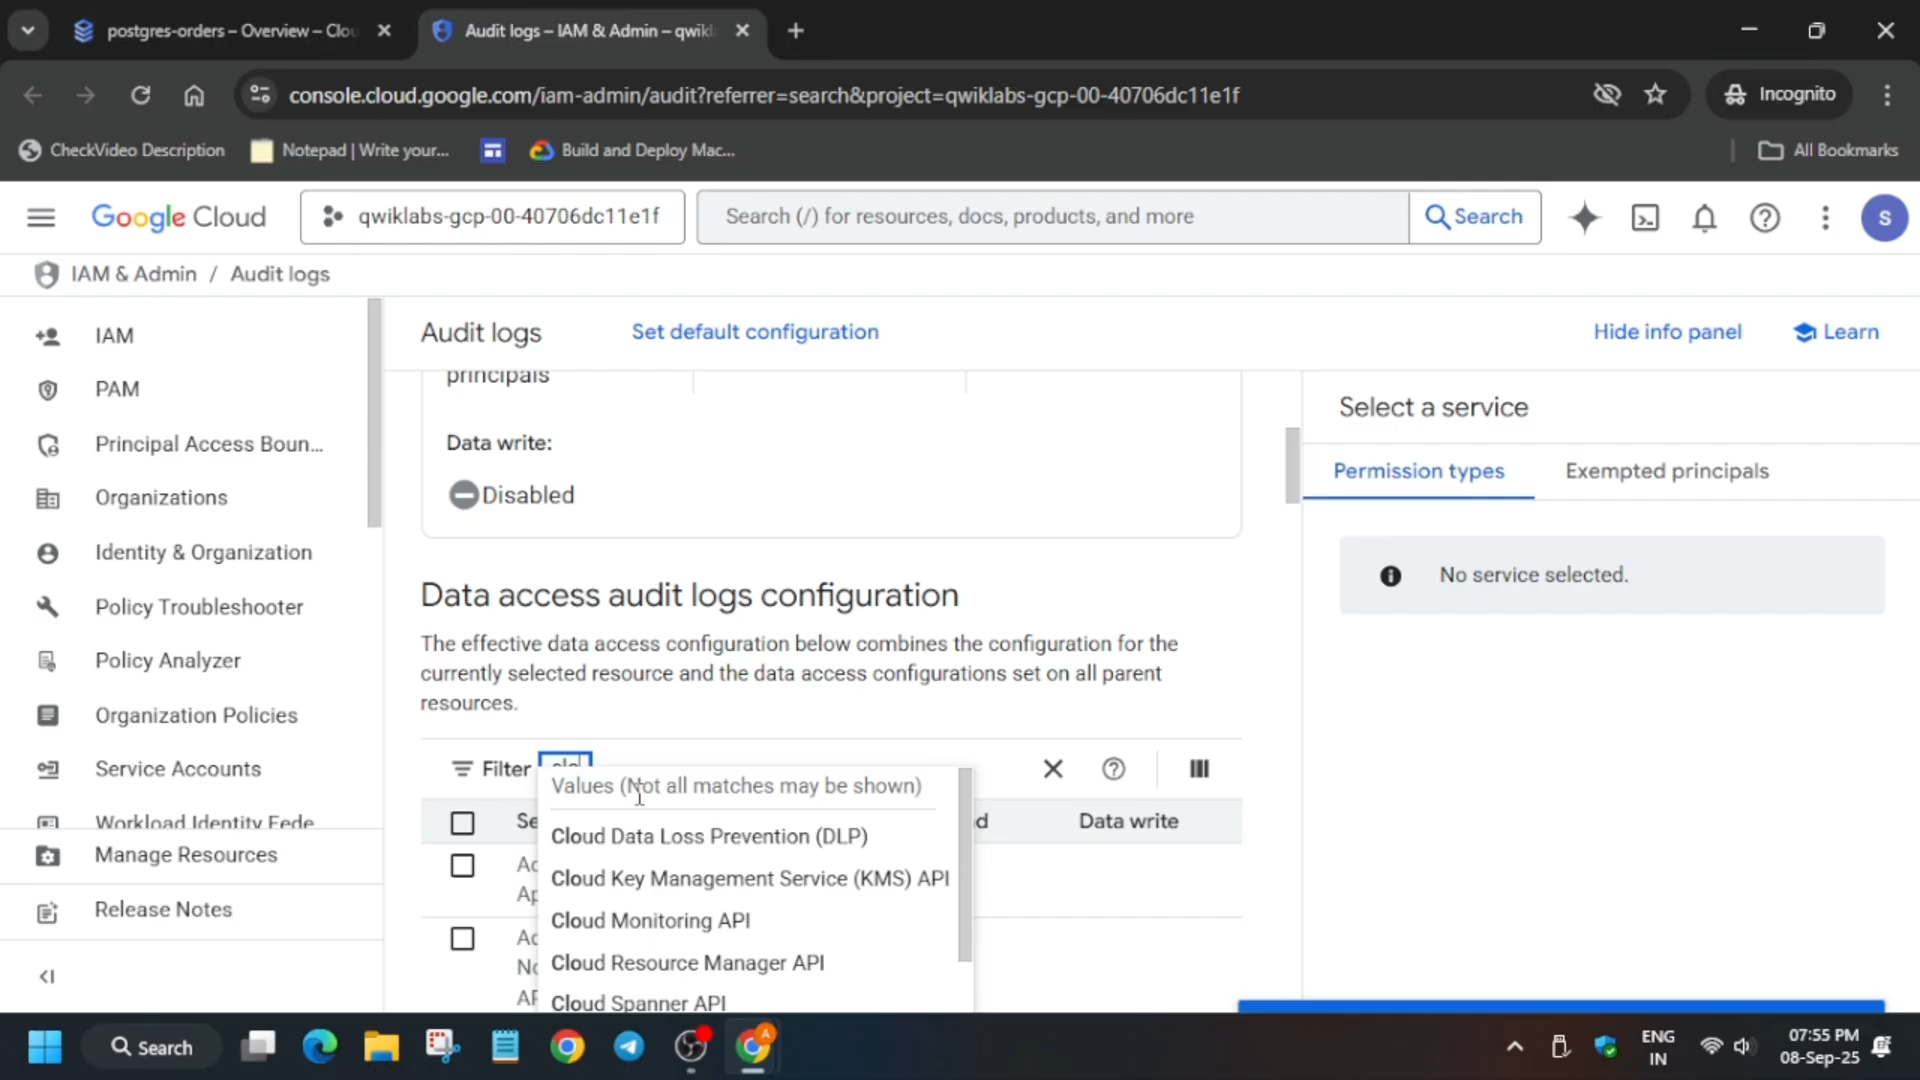 postgres-orders – Overview – Clou
Audit logs – IAM & Admin – qwikl
console.cloud.google.com/iam-admin/audit?referrer=search&project=qwiklabs-gcp-00-40706dc11e1f
Incognito
CheckVideo Description
Notepad | Write your...
Build and Deploy Mac...
All Bookmarks
Google Cloud
qwiklabs-gcp-00-40706dc11e1f
Search (/) for resources, docs, products, and more
Search
S
IAM & Admin / Audit logs
IAM
PAM
Principal Access Boun...
Organizations
Identity & Organization
Policy Troubleshooter
Policy Analyzer
Organization Policies
Service Accounts
Workload Identity Fede
Manage Resources
Release Notes
Audit logs
Set default configuration
Hide info panel
Learn
principals
Data write:
Disabled
Data access audit logs configuration
The effective data access configuration below combines the configuration for the
currently selected resource and the data access configurations set on all parent
resources.
Filter clo
Values (Not all matches may be shown)
Cloud Data Loss Prevention (DLP)
Cloud Key Management Service (KMS) API
Cloud Monitoring API
Cloud Resource Manager API
Cloud Spanner API
Se
d
Data write
Ac
Ap
Ac
No
AP
Select a service
Permission types
Exempted principals
No service selected.
Search
ENG
IN
07:55 PM
08-Sep-25